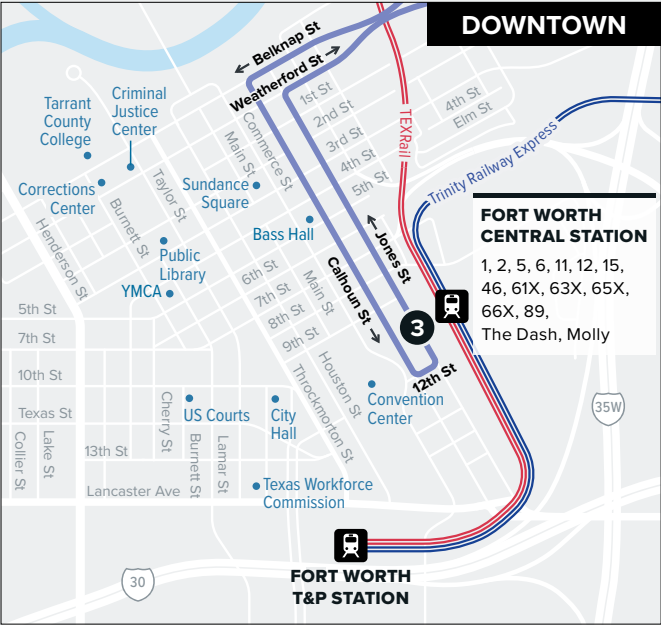 DOWNTOWN
Belknap St
Weatherford St
1st St
2nd St
3rd St
4th St
5th St
4th St
Elm St
TEXRail
Trinity Railway Express
Criminal
Justice
Center
Tarrant
County
College
Corrections
Center
Commerce St
Main St
Taylor St
Burnett St
Henderson St
Sundance
Square
Bass Hall
Public
Library
YMCA
Jones St
Calhoun St
FORT WORTH
CENTRAL STATION
1, 2, 5, 6, 11, 12, 15,
46, 61X, 63X, 65X,
66X, 89,
The Dash, Molly
6th St
7th St
8th St
9th St
Main St
Houston St
Throckmorton St
3
12th St
5th St
7th St
10th St
Texas St
13th St
Lancaster Ave
Collier St
Lake St
Cherry St
Burnett St
Lamar St
US Courts
City
Hall
Convention
Center
Texas Workforce
Commission
35W
30
FORT WORTH
T&P STATION